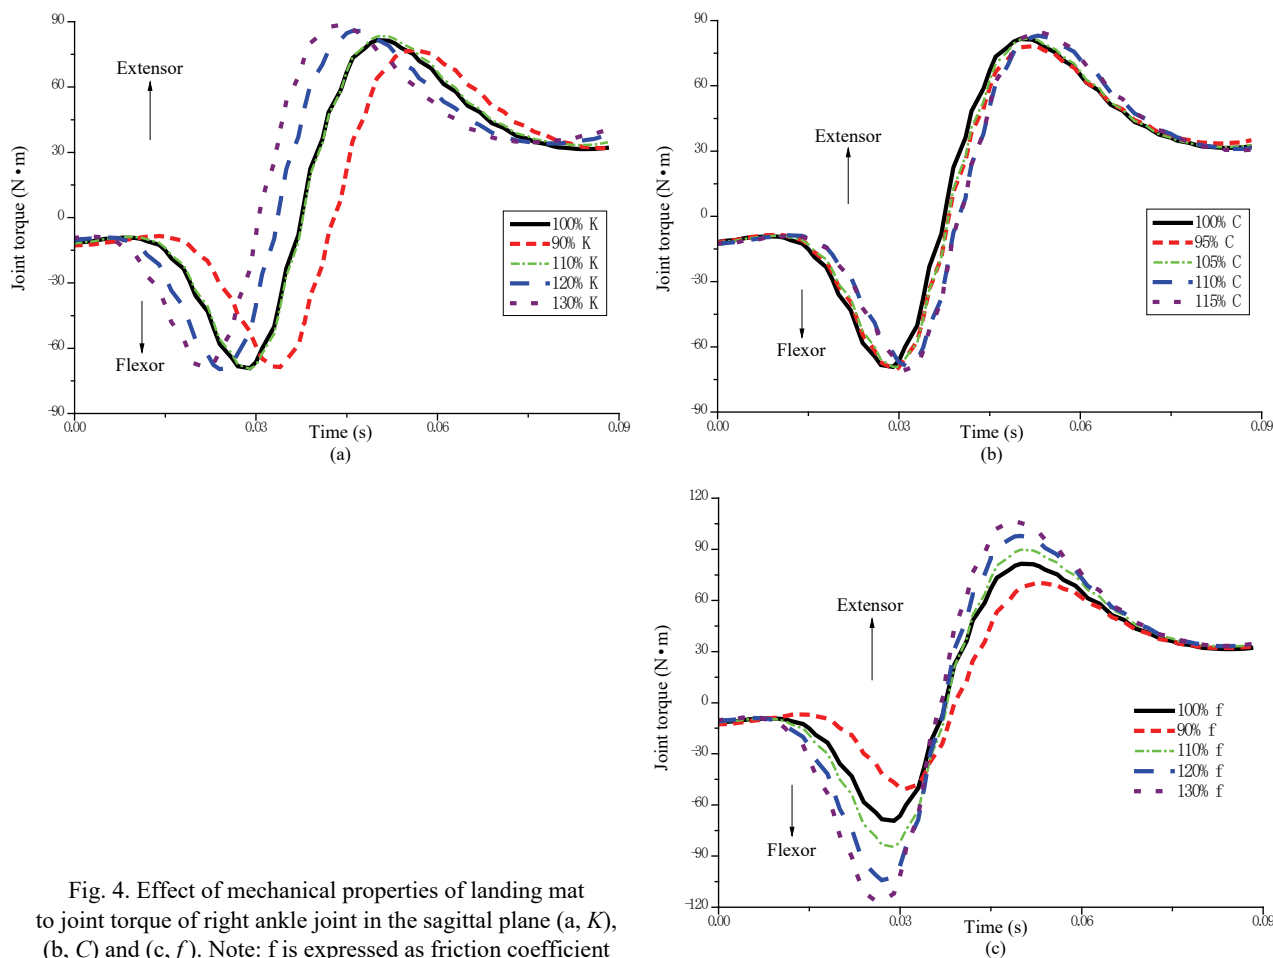 90
60
30
0
-30
-60
-90
Joint torque (N•m)
Extensor
Flexor
100% K
90% K
110% K
120% K
130% K
0.00
0.03
0.06
0.09
Time (s)
(a)
90
60
30
0
-30
-60
-90
Joint torque (N•m)
Extensor
Flexor
100% C
95% C
105% C
110% C
115% C
0.00
0.03
0.06
0.09
Time (s)
(b)
120
90
60
30
0
-30
-60
-90
-120
Joint torque (N•m)
Extensor
Flexor
100% f
90% f
110% f
120% f
130% f
0.00
0.03
0.06
0.09
Time (s)
(c)
Fig. 4. Effect of mechanical properties of landing mat
to joint torque of right ankle joint in the sagittal plane (a, K),
(b, C) and (c, f). Note: f is expressed as friction coefficient